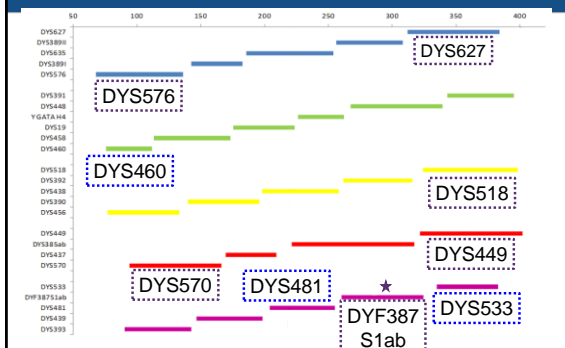 50 100 150 200 250 300 350 400
DYS627
DYS389II
DYS635
DYS389I
DYS576
DYS627
DYS576
DYS391
DYS448
YGATAH4
DYS19
DYS458
DYS460
DYS460
DYS518
DYS392
DYS438
DYS390
DYS456
DYS518
DYS449
DYS385ab
DYS437
DYS570
DYS449
DYS570
DYS481
DYS533
DYF387S1ab
DYS481
DYS439
DYS393
DYF387
S1ab
DYS533